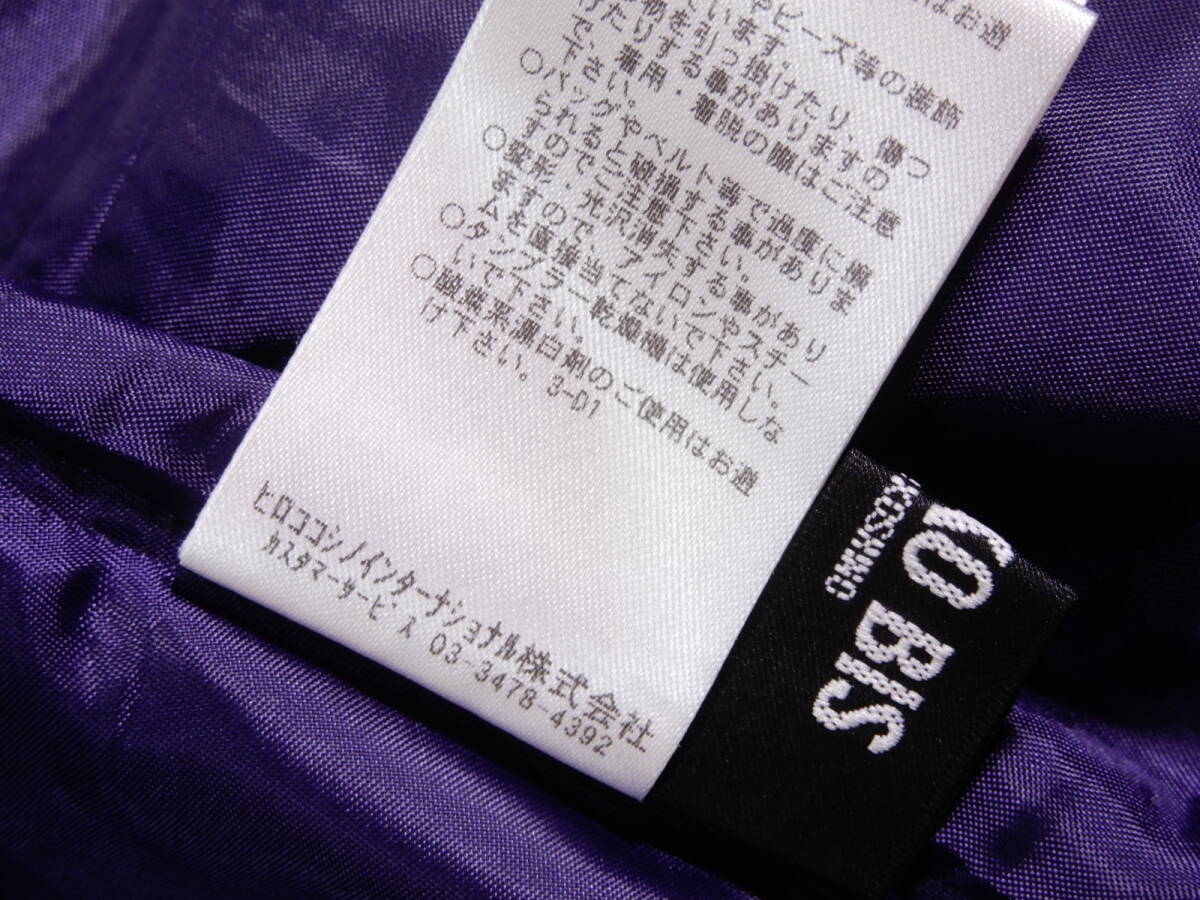 はお遊
やビーズ等の装飾
ています。
物を引っ掛けたり、傷つ
けたりする事がありますの
で、着用・着脱の際はご注意
下さい。
○バッグやベルト等で過度に擦
られると破損する事がありま
すのでご注意下さい。
○変形・光沢消失する事があり
ますので、アイロンやスチー
ムを直接当てないで下さい。
○タンブラー乾燥機は使用しな
いで下さい。
○酸素系漂白剤のご使用はお避
け下さい。 3-D1
ヒロココシノインターナショナル株式会社
カスタマーサービス 03-3478-4392
KO BIS